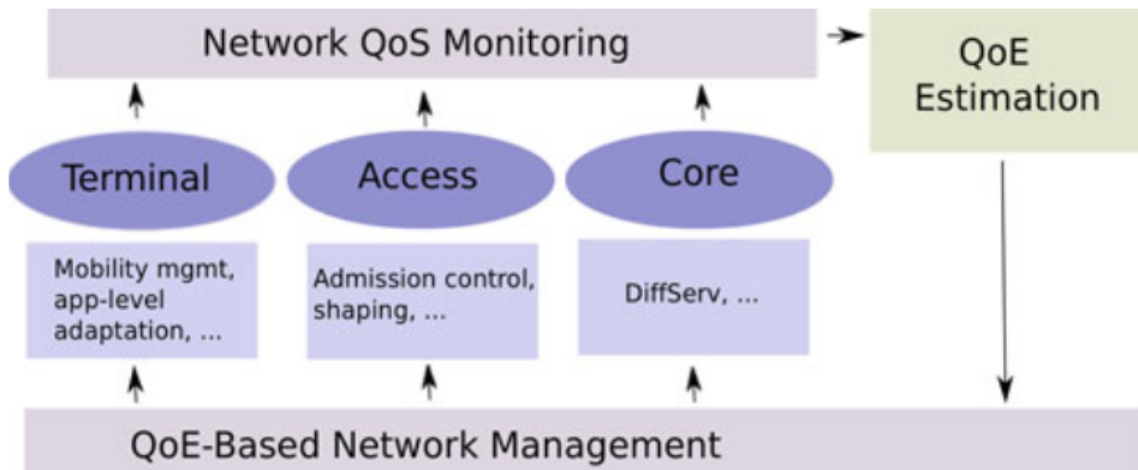 Network QoS Monitoring
QoE
Estimation
Terminal
Access
Core
Mobility mgmt,
app-level
adaptation, ...
Admission control,
shaping, ...
DiffServ, ...
QoE-Based Network Management